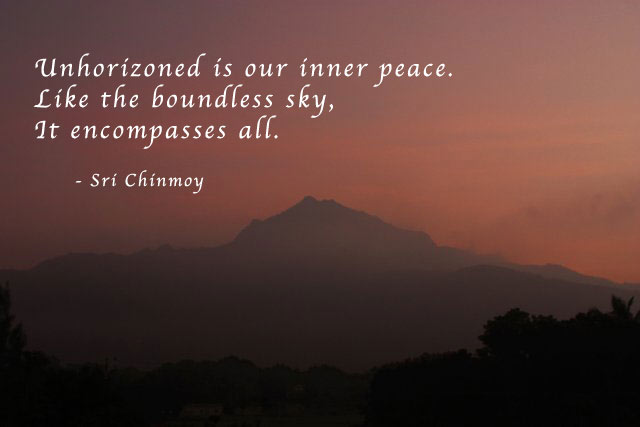 Unhorizoned is our inner peace.
Like the boundless sky,
It encompasses all.
- Sri Chinmoy